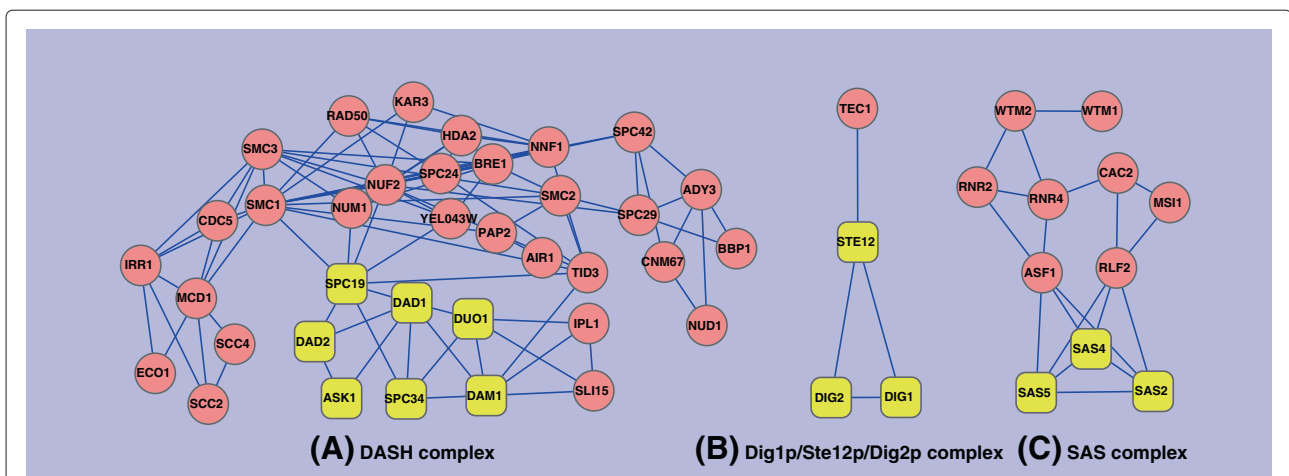 KAR3
RAD50
HDA2
SMC3
NNF1
SPC24
BRE1
NUF2
SMC2
SMC1
NUM1
CDC5
YEL043W
PAP2
AIR1
IRR1
TID3
SPC19
MCD1
DAD1
DUO1
IPL1
DAD2
SCC4
ECO1
SCC2
ASK1
SPC34
DAM1
SLI15
SPC42
ADY3
SPC29
BBP1
CNM67
NUD1
(A) DASH complex
TEC1
STE12
DIG2
DIG1
(B) Dig1p/Ste12p/Dig2p complex
WTM2
WTM1
CAC2
RNR2
RNR4
MSI1
ASF1
RLF2
SAS4
SAS5
SAS2
(C) SAS complex